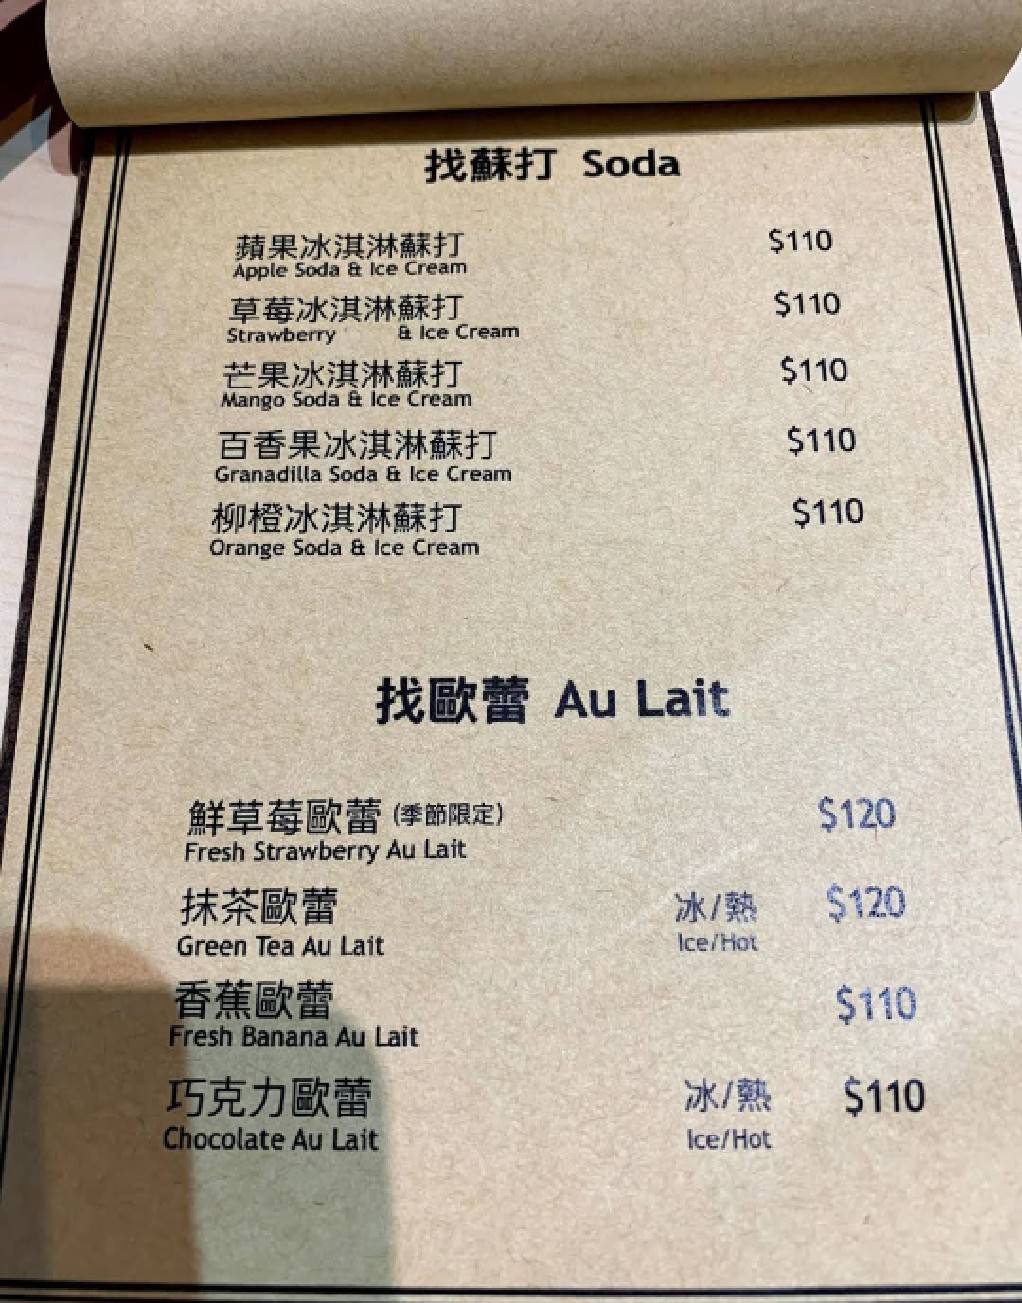 找蘇打 Soda
蘋果冰淇淋蘇打 $110
Apple Soda & Ice Cream
草莓冰淇淋蘇打 $110
Strawberry & Ice Cream
芒果冰淇淋蘇打 $110
Mango Soda & Ice Cream
百香果冰淇淋蘇打 $110
Granadilla Soda & Ice Cream
柳橙冰淇淋蘇打 $110
Orange Soda & Ice Cream
找歐蕾 Au Lait
鮮草莓歐蕾 (季節限定) $120
Fresh Strawberry Au Lait
抹茶歐蕾 冰/熱 $120
Green Tea Au Lait Ice/Hot
香蕉歐蕾 $110
Fresh Banana Au Lait
巧克力歐蕾 冰/熱 $110
Chocolate Au Lait Ice/Hot